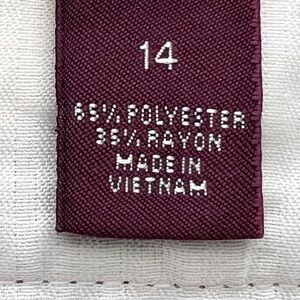 14
65% POLYESTER
35% RAYON
MADE IN
VIETNAM